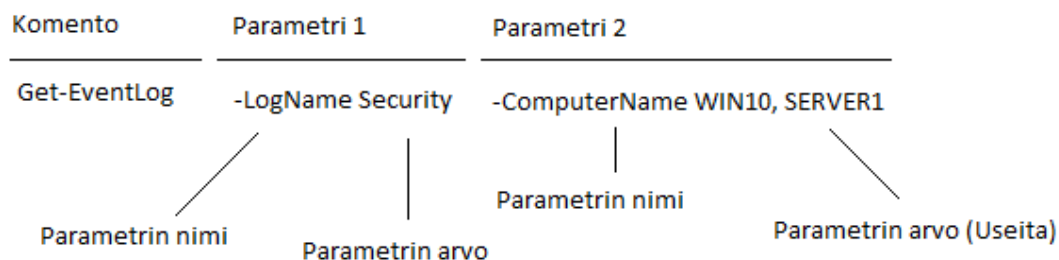 Komento Parametri 1 Parametri 2
Get-EventLog -LogName Security -ComputerName WIN10, SERVER1
Parametrin nimi Parametrin arvo Parametrin nimi Parametrin arvo (Useita)